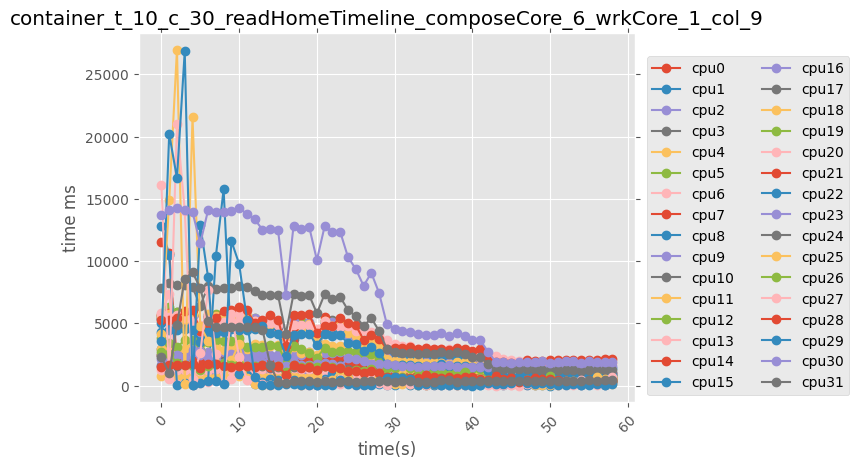 container_t_10_c_30_readHomeTimeline_composeCore_6_wrkCore_1_col_9
25000
20000
15000
10000
5000
0
time ms
0 10 20 30 40 50 60
time(s)
cpu0 cpu16
cpu1 cpu17
cpu2 cpu18
cpu3 cpu19
cpu4 cpu20
cpu5 cpu21
cpu6 cpu22
cpu7 cpu23
cpu8 cpu24
cpu9 cpu25
cpu10 cpu26
cpu11 cpu27
cpu12 cpu28
cpu13 cpu29
cpu14 cpu30
cpu15 cpu31